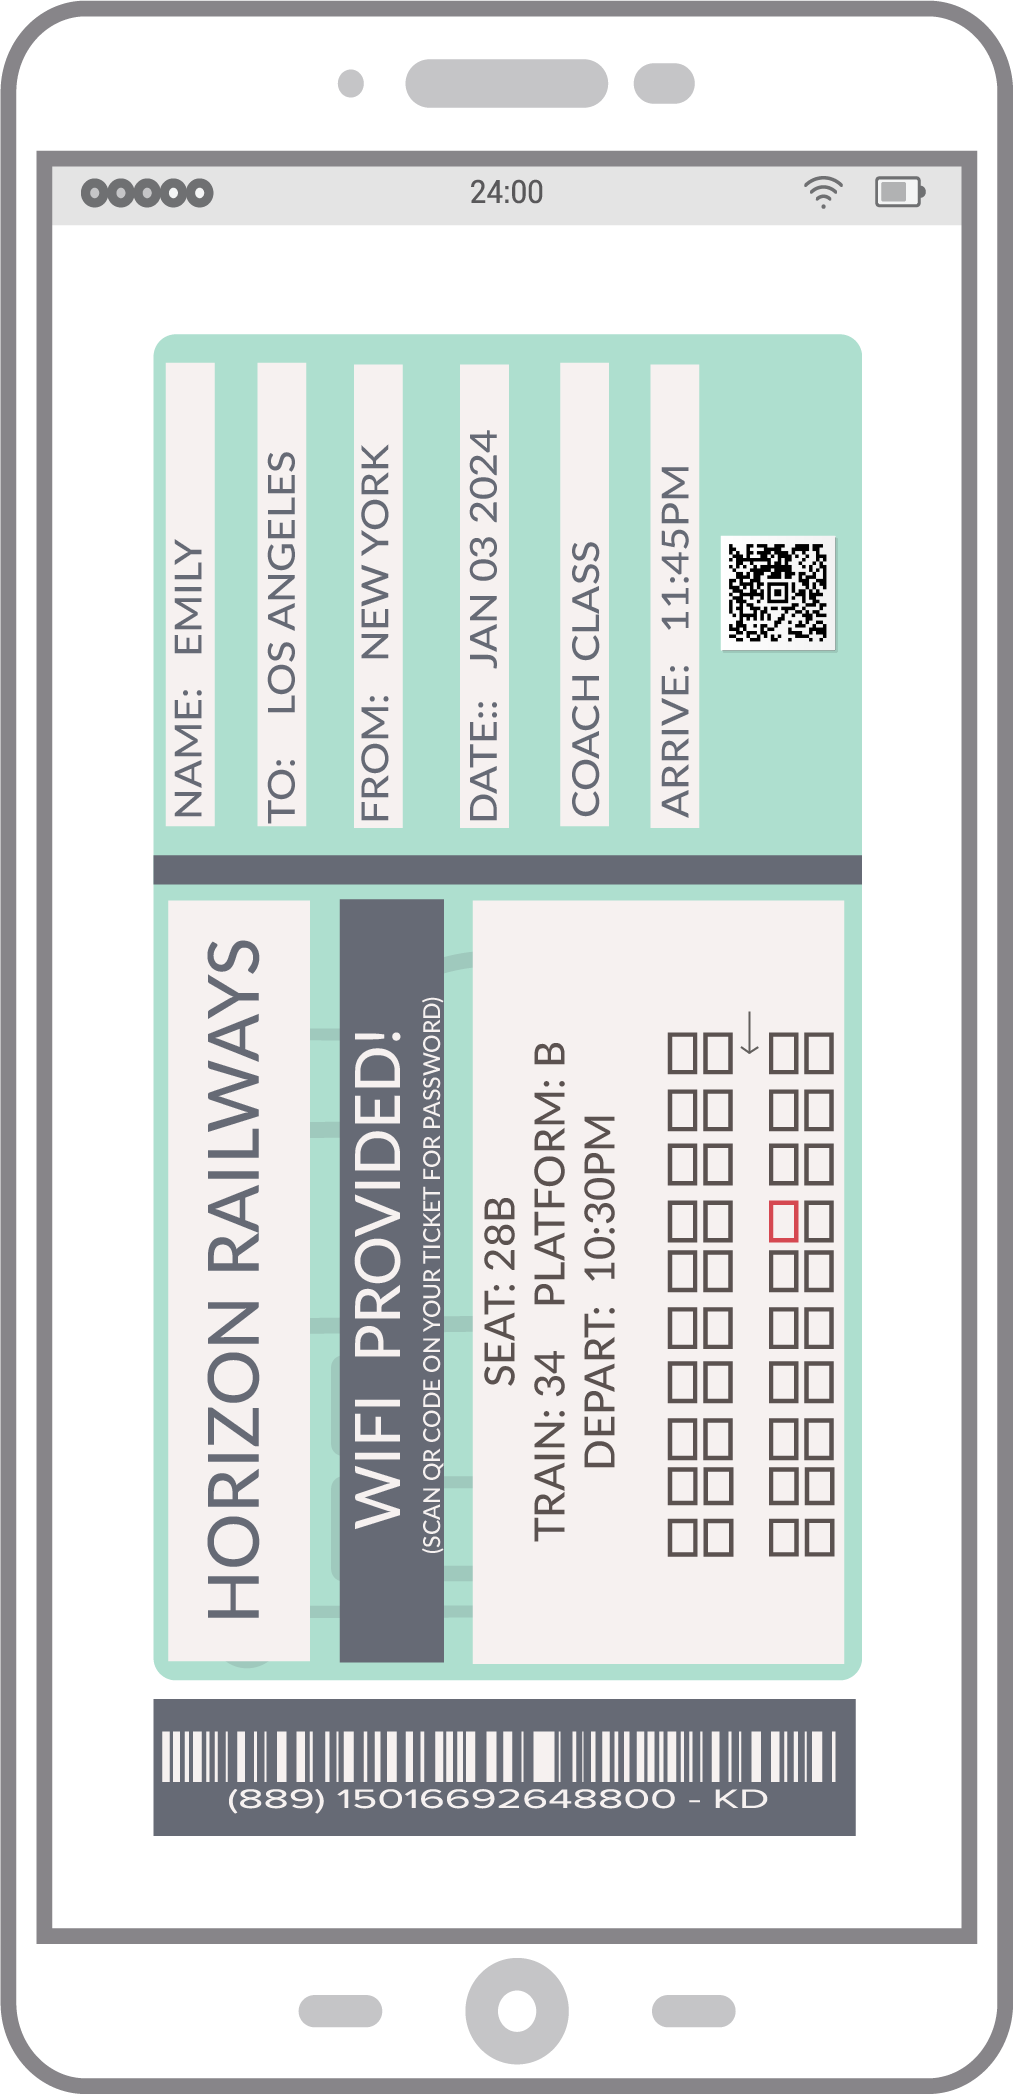 24:00
HORIZON RAILWAYS
WIFI PROVIDED!
(SCAN QR CODE ON YOUR TICKET FOR PASSWORD)
SEAT: 28B
TRAIN: 34 PLATFORM: B
DEPART: 10:30PM
NAME: EMILY
TO: LOS ANGELES
FROM: NEW YORK
DATE:: JAN 03 2024
COACH CLASS
ARRIVE: 11:45PM
(889) 15016692648800 - KD